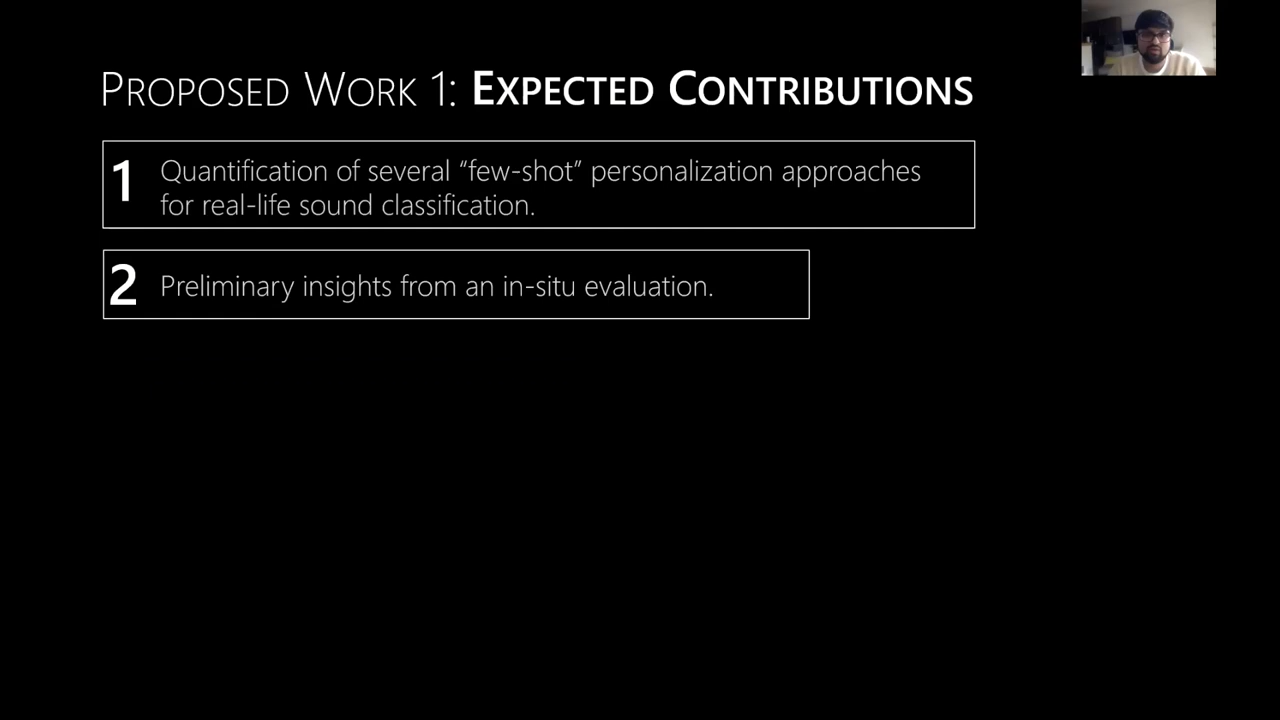 PROPOSED WORK 1: EXPECTED CONTRIBUTIONS
1 Quantification of several “few-shot” personalization approaches
for real-life sound classification.
2 Preliminary insights from an in-situ evaluation.